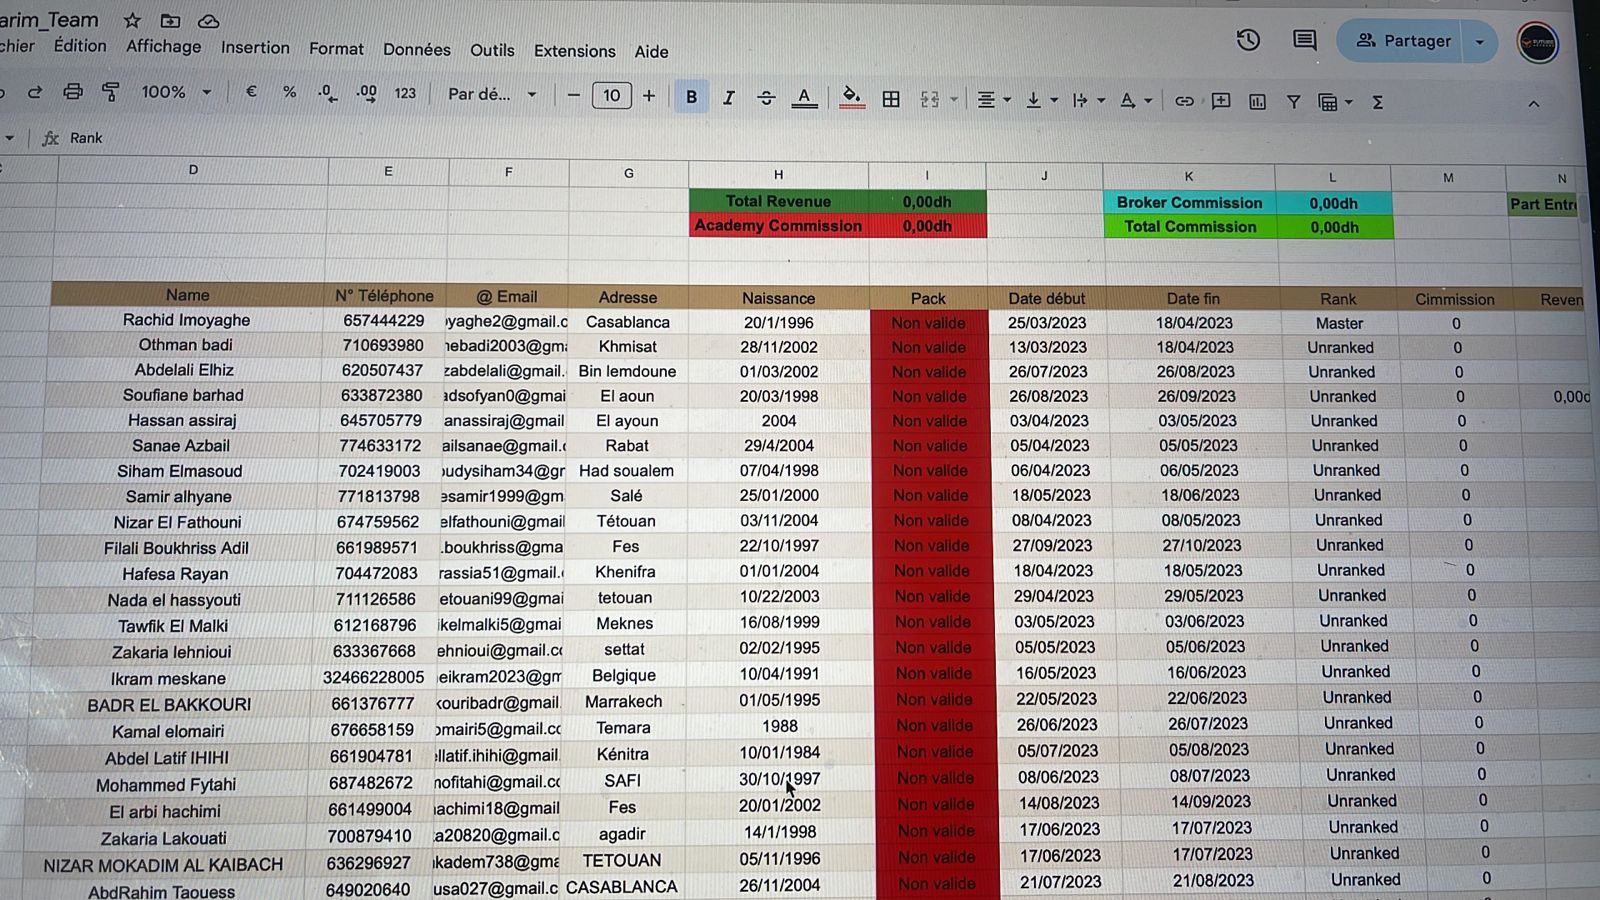 arim_Team
chier Édition Affichage Insertion Format Données Outils Extensions Aide
Partager
100% € % .0 .00 123 Par dé... − 10 + B I A Σ
fx Rank
D E F G H I J K L M N
Total Revenue 0,00dh Broker Commission 0,00dh Part Entre
Academy Commission 0,00dh Total Commission 0,00dh
Name N° Téléphone @ Email Adresse Naissance Pack Date début Date fin Rank Cimmission Reven
Rachid Imoyaghe 657444229 yaghe2@gmail.c Casablanca 20/1/1996 Non valide 25/03/2023 18/04/2023 Master 0
Othman badi 710693980 nebadi2003@gma Khmisat 28/11/2002 Non valide 13/03/2023 18/04/2023 Unranked 0
Abdelali Elhiz 620507437 zabdelali@gmail. Bin lemdoune 01/03/2002 Non valide 26/07/2023 26/08/2023 Unranked 0
Soufiane barhad 633872380 adsofyan0@gmai El aoun 20/03/1998 Non valide 26/08/2023 26/09/2023 Unranked 0 0,00d
Hassan assiraj 645705779 anassiraj@gmail El ayoun 2004 Non valide 03/04/2023 03/05/2023 Unranked 0
Sanae Azbail 774633172 ailsanae@gmail.c Rabat 29/4/2004 Non valide 05/04/2023 05/05/2023 Unranked 0
Siham Elmasoud 702419003 oudysiham34@gr Had soualem 07/04/1998 Non valide 06/04/2023 06/05/2023 Unranked 0
Samir alhyane 771813798 esamir1999@gm Salé 25/01/2000 Non valide 18/05/2023 18/06/2023 Unranked 0
Nizar El Fathouni 674759562 elfathouni@gmail Tétouan 03/11/2004 Non valide 08/04/2023 08/05/2023 Unranked 0
Filali Boukhriss Adil 661989571 .boukhriss@gma Fes 22/10/1997 Non valide 27/09/2023 27/10/2023 Unranked 0
Hafesa Rayan 704472083 rassia51@gmail.c Khenifra 01/01/2004 Non valide 18/04/2023 18/05/2023 Unranked 0
Nada el hassyouti 711126586 etouani99@gmai tetouan 10/22/2003 Non valide 29/04/2023 29/05/2023 Unranked 0
Tawfik El Malki 612168796 ikelmalki5@gmai Meknes 16/08/1999 Non valide 03/05/2023 03/06/2023 Unranked 0
Zakaria lehnioui 633367668 ehnioui@gmail.co settat 02/02/1995 Non valide 05/05/2023 05/06/2023 Unranked 0
Ikram meskane 32466228005 neikram2023@gm Belgique 10/04/1991 Non valide 16/05/2023 16/06/2023 Unranked 0
BADR EL BAKKOURI 661376777 kouribadr@gmail. Marrakech 01/05/1995 Non valide 22/05/2023 22/06/2023 Unranked 0
Kamal elomairi 676658159 omairi5@gmail.cc Temara 1988 Non valide 26/06/2023 26/07/2023 Unranked 0
Abdel Latif IHIHI 661904781 ellatif.ihihi@gmail. Kénitra 10/01/1984 Non valide 05/07/2023 05/08/2023 Unranked 0
Mohammed Fytahi 687482672 mofitahi@gmail.cc SAFI 30/10/1997 Non valide 08/06/2023 08/07/2023 Unranked 0
El arbi hachimi 661499004 hachimi18@gmail Fes 20/01/2002 Non valide 14/08/2023 14/09/2023 Unranked 0
Zakaria Lakouati 700879410 ka20820@gmail.c agadir 14/1/1998 Non valide 17/06/2023 17/07/2023 Unranked 0
NIZAR MOKADIM AL KAIBACH 636296927 kadem738@gma TETOUAN 05/11/1996 Non valide 17/06/2023 17/07/2023 Unranked 0
AbdRahim Taouess 649020640 usa027@gmail.c CASABLANCA 26/11/2004 Non valide 21/07/2023 21/08/2023 Unranked 0